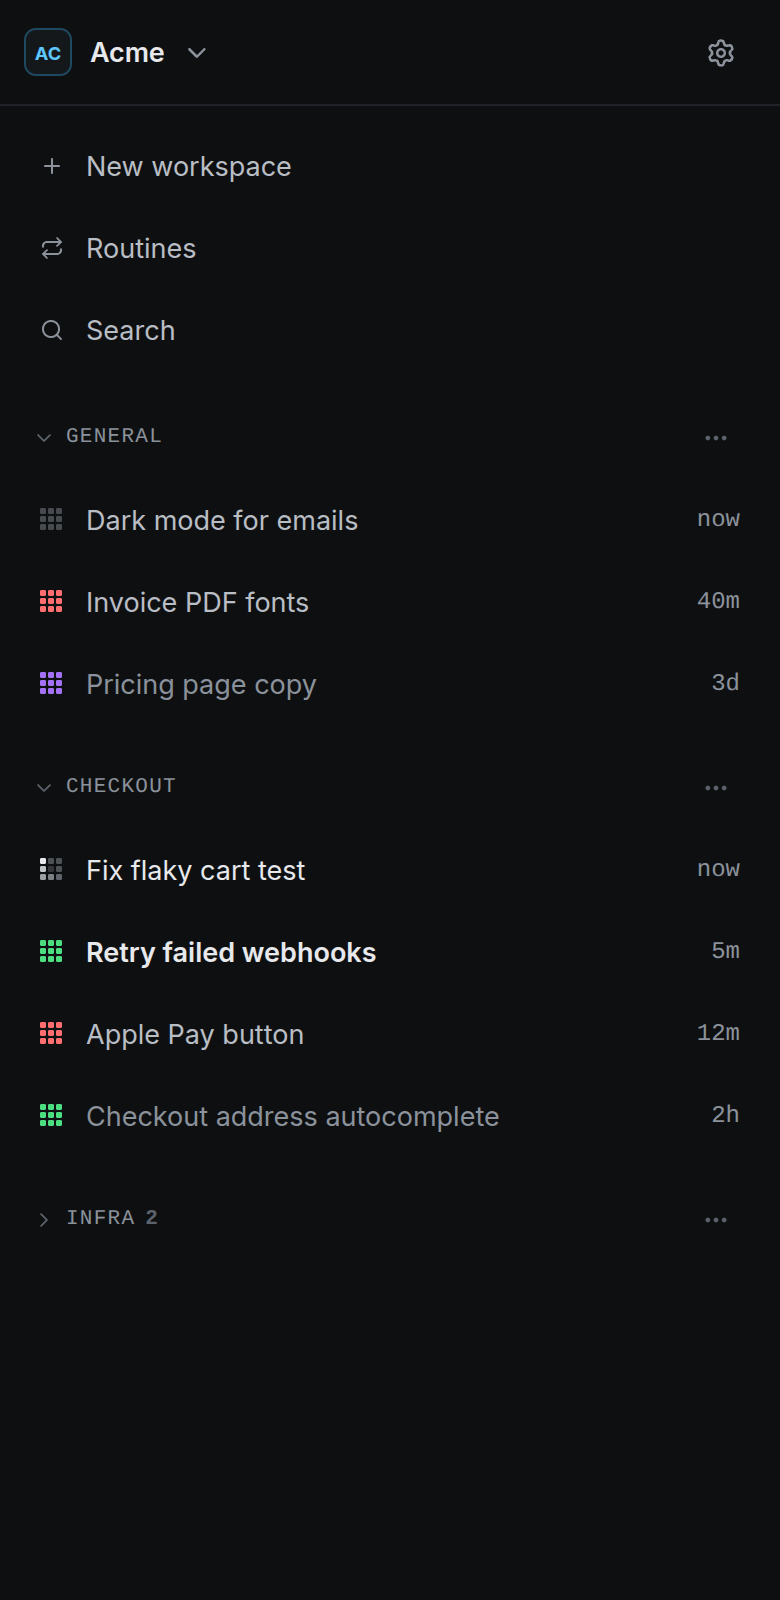 AC Acme
New workspace
Routines
Search
GENERAL
Dark mode for emails now
Invoice PDF fonts 40m
Pricing page copy 3d
CHECKOUT
Fix flaky cart test now
Retry failed webhooks 5m
Apple Pay button 12m
Checkout address autocomplete 2h
INFRA 2